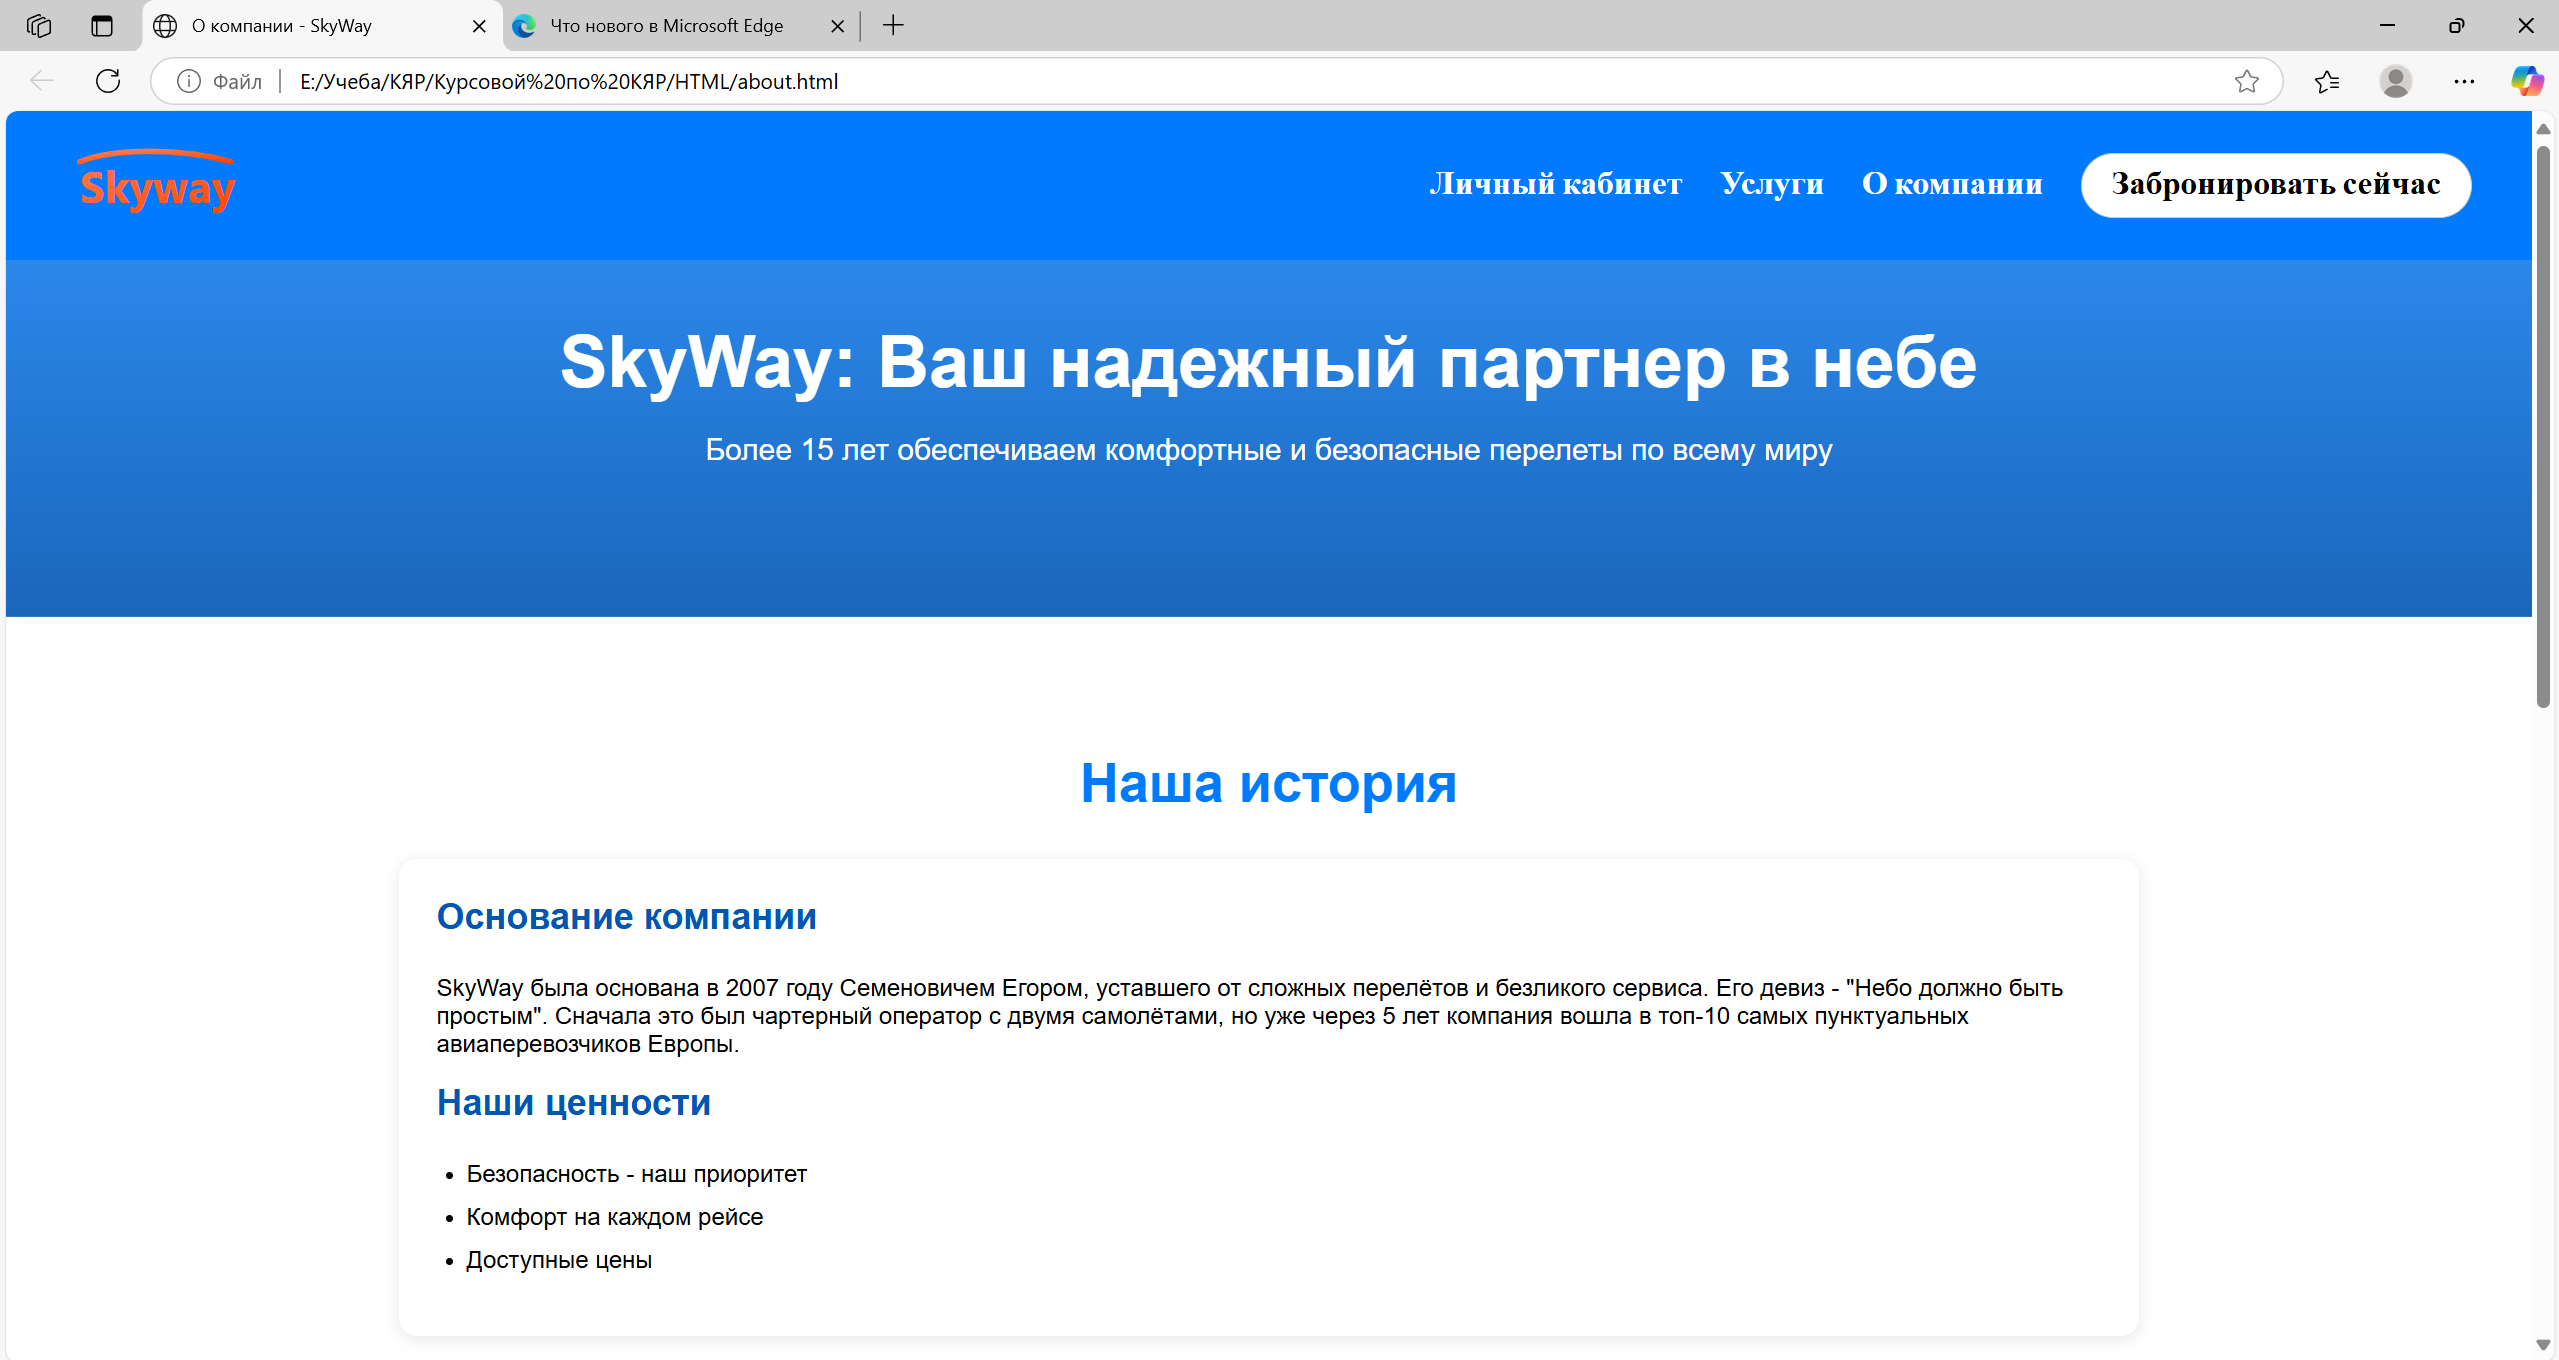 О компании - SkyWay
Что нового в Microsoft Edge
Файл
E:/Учеба/КЯР/Курсовой%20по%20КЯР/HTML/about.html
Skyway
Личный кабинет
Услуги
О компании
Забронировать сейчас
SkyWay: Ваш надежный партнер в небе
Более 15 лет обеспечиваем комфортные и безопасные перелеты по всему миру
Наша история
Основание компании
SkyWay была основана в 2007 году Семеновичем Егором, уставшего от сложных перелётов и безликого сервиса. Его девиз - "Небо должно быть
простым". Сначала это был чартерный оператор с двумя самолётами, но уже через 5 лет компания вошла в топ-10 самых пунктуальных
авиаперевозчиков Европы.
Наши ценности
• Безопасность - наш приоритет
• Комфорт на каждом рейсе
• Доступные цены